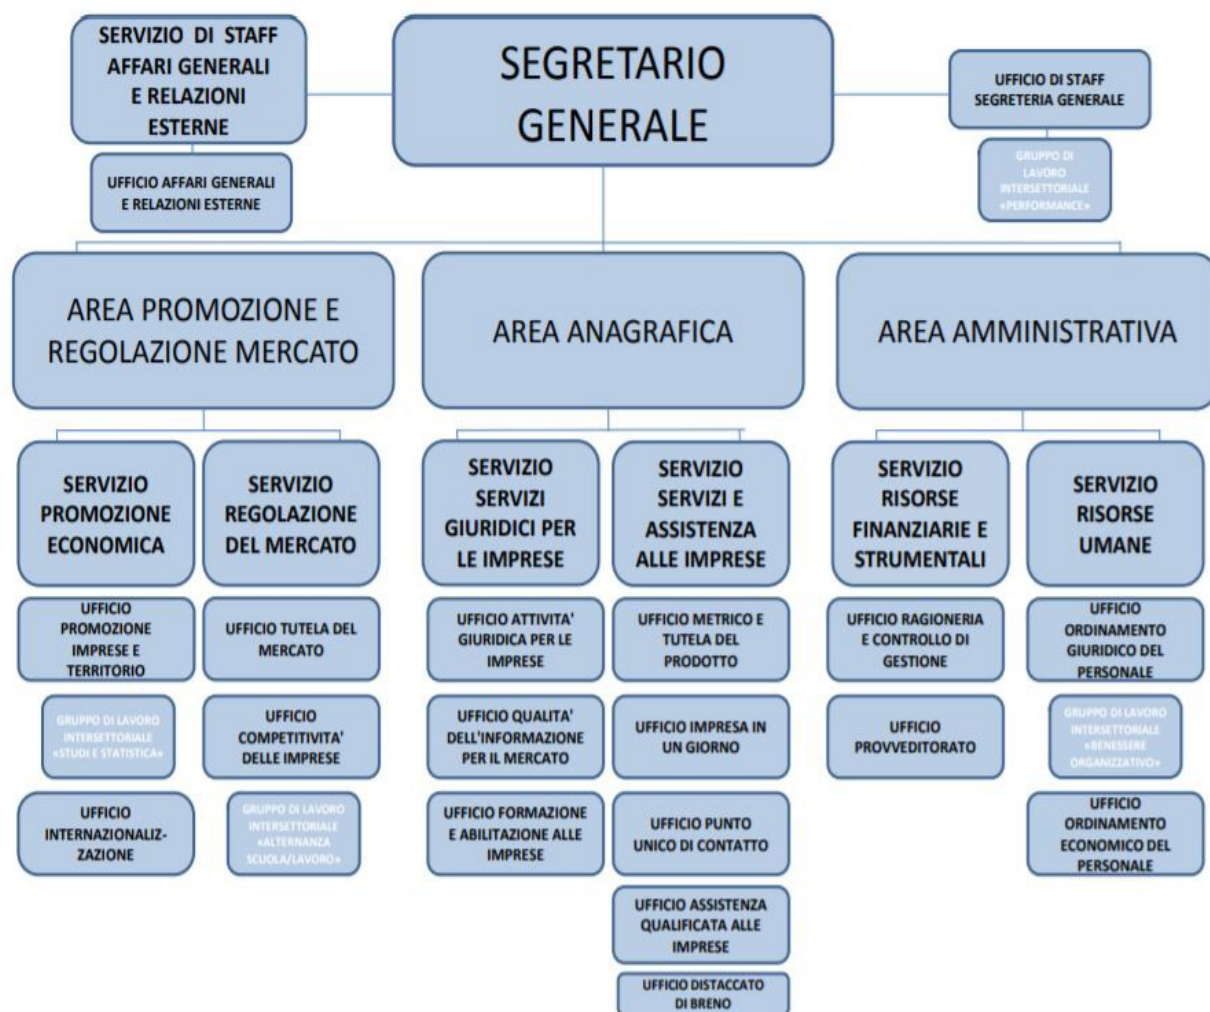 SERVIZIO DI STAFF
AFFARI GENERALI
E RELAZIONI
ESTERNE
UFFICIO AFFARI GENERALI
E RELAZIONI ESTERNE
SEGRETARIO
GENERALE
UFFICIO DI STAFF
SEGRETERIA GENERALE
GRUPPO DI
LAVORO
INTERSETTORIALE
«PERFORMANCE»
AREA PROMOZIONE E
REGOLAZIONE MERCATO
AREA ANAGRAFICA
AREA AMMINISTRATIVA
SERVIZIO
PROMOZIONE
ECONOMICA
UFFICIO
PROMOZIONE
IMPRESE E
TERRITORIO
GRUPPO DI LAVORO
INTERSETTORIALE
«STUDI E STATISTICA»
UFFICIO
INTERNAZIONALIZ-
ZAZIONE
SERVIZIO
REGOLAZIONE
DEL MERCATO
UFFICIO TUTELA DEL
MERCATO
UFFICIO
COMPETITIVITA'
DELLE IMPRESE
GRUPPO DI LAVORO
INTERSETTORIALE
«ALTERNANZA
SCUOLA/LAVORO»
SERVIZIO
SERVIZI
GIURIDICI PER
LE IMPRESE
UFFICIO ATTIVITA'
GIURIDICA PER LE
IMPRESE
UFFICIO QUALITA'
DELL'INFORMAZIONE
PER IL MERCATO
UFFICIO FORMAZIONE
E ABILITAZIONE ALLE
IMPRESE
SERVIZIO
SERVIZI E
ASSISTENZA
ALLE IMPRESE
UFFICIO METRICO E
TUTELA DEL
PRODOTTO
UFFICIO IMPRESA IN
UN GIORNO
UFFICIO PUNTO
UNICO DI CONTATTO
UFFICIO ASSISTENZA
QUALIFICATA ALLE
IMPRESE
UFFICIO DISTACCATO
DI BRENO
SERVIZIO
RISORSE
FINANZIARIE E
STRUMENTALI
UFFICIO RAGIONERIA
E CONTROLLO DI
GESTIONE
UFFICIO
PROVVEDITORATO
SERVIZIO
RISORSE
UMANE
UFFICIO
ORDINAMENTO
GIURIDICO DEL
PERSONALE
GRUPPO DI LAVORO
INTERSETTORIALE
«BENESSERE
ORGANIZZATIVO»
UFFICIO
ORDINAMENTO
ECONOMICO DEL
PERSONALE